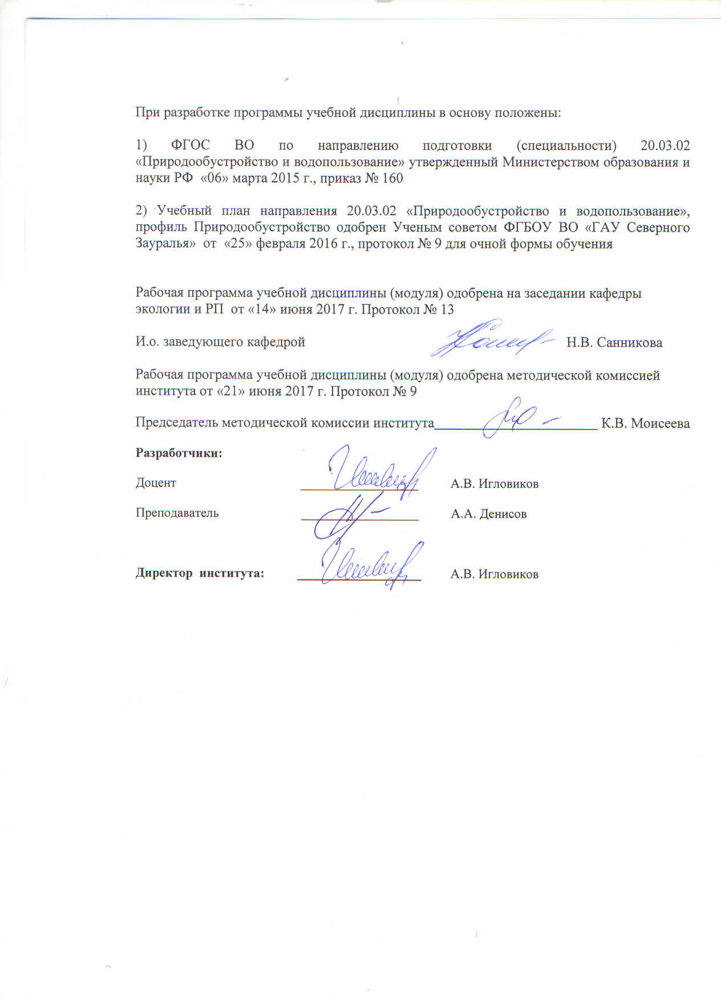 При разработке программы учебной дисциплины в основу положены:
1) ФГОС ВО по направлению подготовки (специальности) 20.03.02
«Природообустройство и водопользование» утвержденный Министерством образования и
науки РФ «06» марта 2015 г., приказ № 160
2) Учебный план направления 20.03.02 «Природообустройство и водопользование»,
профиль Природообустройство одобрен Ученым советом ФГБОУ ВО «ГАУ Северного
Зауралья» от «25» февраля 2016 г., протокол № 9 для очной формы обучения
Рабочая программа учебной дисциплины (модуля) одобрена на заседании кафедры
экологии и РП от «14» июня 2017 г. Протокол № 13
И.о. заведующего кафедрой Н.В. Санникова
Рабочая программа учебной дисциплины (модуля) одобрена методической комиссией
института от «21» июня 2017 г. Протокол № 9
Председатель методической комиссии института К.В. Моисеева
Разработчики:
Доцент А.В. Игловиков
Преподаватель А.А. Денисов
Директор института: А.В. Игловиков